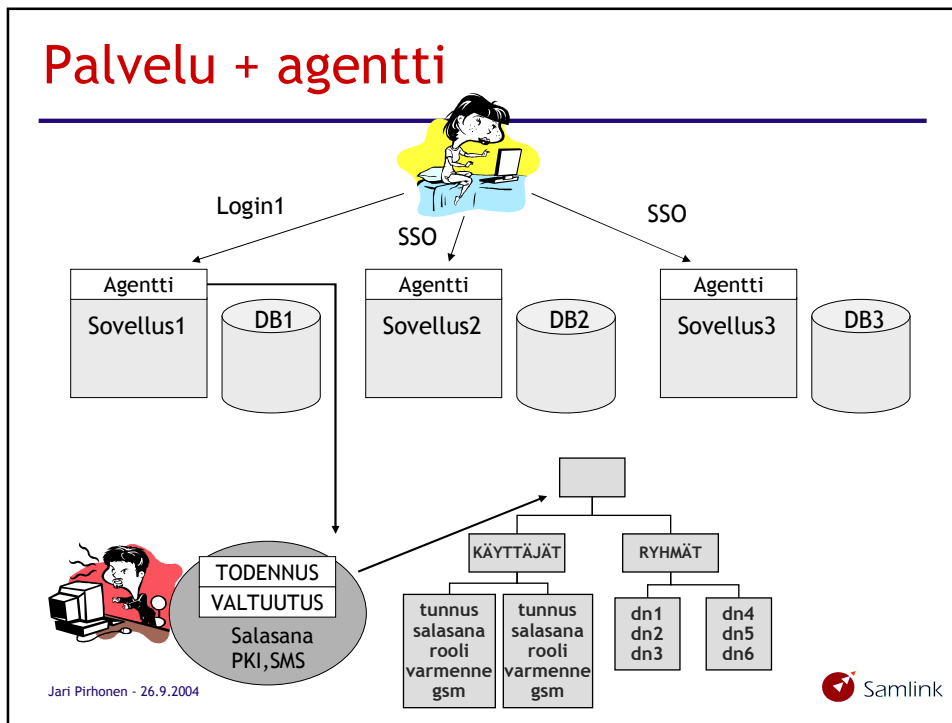 Palvelu + agentti
Login1
SSO
SSO
Agentti
Sovellus1
DB1
Agentti
Sovellus2
DB2
Agentti
Sovellus3
DB3
TODENNUS
VALTUUTUS
Salasana
PKI,SMS
KÄYTTÄJÄT
RYHMÄT
tunnus
salasana
rooli
varmenne
gsm
tunnus
salasana
rooli
varmenne
gsm
dn1
dn2
dn3
dn4
dn5
dn6
Jari Pirhonen - 26.9.2004
Samlink